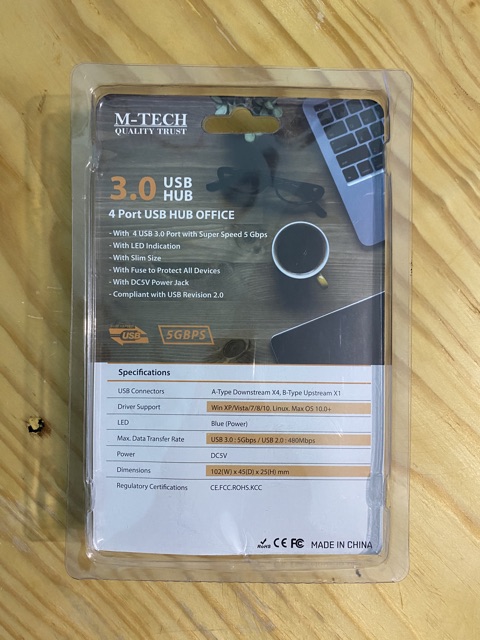 M-TECH
QUALITY TRUST
3.0 USB HUB
4 Port USB HUB OFFICE
- With 4 USB 3.0 Port with Super Speed 5 Gbps
- With LED Indication
- With Slim Size
- With Fuse to Protect All Devices
- With DC5V Power Jack
- Compliant with USB Revision 2.0
USB 5GBPS
Specifications
USB Connectors A-Type Downstream X4, B-Type Upstream X1
Driver Support Win XP/Vista/7/8/10, Linux, Max OS 10.0+
LED Blue (Power)
Max. Data Transfer Rate USB 3.0 : 5Gbps / USB 2.0 : 480Mbps
Power DC5V
Dimensions 102(W) x 45(D) x 25(H) mm
Regulatory Certifications CE.FCC.ROHS.KCC
RoHS CE FC MADE IN CHINA